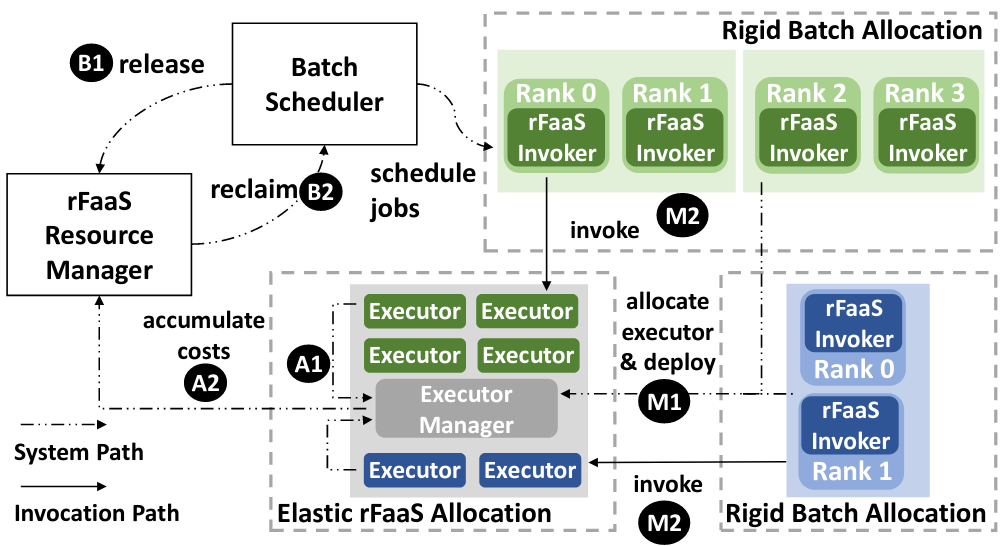 Rigid Batch Allocation
B1 release
Batch
Scheduler
Rank 0
rFaaS
Invoker
Rank 1
rFaaS
Invoker
Rank 2
rFaaS
Invoker
Rank 3
rFaaS
Invoker
reclaim B2
schedule
jobs
rFaaS
Resource
Manager
invoke M2
accumulate
costs
A2
A1
Executor Executor
Executor Executor
Executor
Manager
Executor Executor
allocate
executor
& deploy
M1
rFaaS
Invoker
Rank 0
rFaaS
Invoker
Rank 1
System Path
Invocation Path
Elastic rFaaS Allocation
invoke
M2
Rigid Batch Allocation